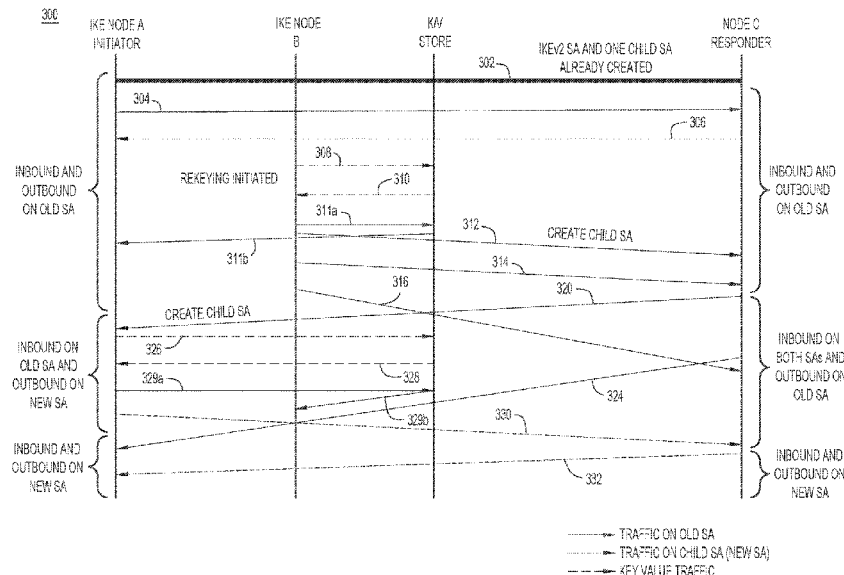 300
IKE NODE A
INITIATOR
IKE NODE
B
K/V
STORE
NODE C
RESPONDER
302
IKEv2 SA AND ONE CHILD SA
ALREADY CREATED
304
306
308
REKEYING INITIATED
310
INBOUND AND
OUTBOUND
ON OLD SA
INBOUND AND
OUTBOUND
ON OLD SA
311a
312
CREATE CHILD SA
311b
314
316
320
CREATE CHILD SA
326
INBOUND ON
OLD SA AND
OUTBOUND ON
NEW SA
328
329a
INBOUND ON
BOTH SAs AND
OUTBOUND ON
OLD SA
324
329b
330
INBOUND AND
OUTBOUND ON
NEW SA
332
INBOUND AND
OUTBOUND ON
NEW SA
TRAFFIC ON OLD SA
TRAFFIC ON CHILD SA (NEW SA)
KEY VALUE TRAFFIC